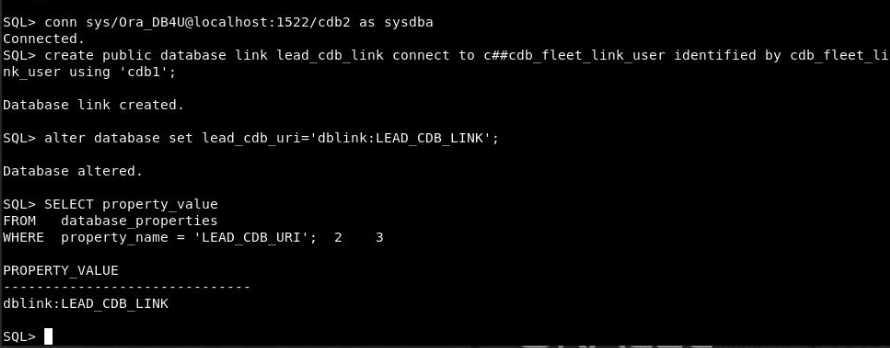 SQL> conn sys/Ora_DB4U@localhost:1522/cdb2 as sysdba
Connected.
SQL> create public database link lead_cdb_link connect to c##cdb_fleet_link_user identified by cdb_fleet_li
nk_user using 'cdb1';
Database link created.
SQL> alter database set lead_cdb_uri='dblink:LEAD_CDB_LINK';
Database altered.
SQL> SELECT property_value
FROM   database_properties
WHERE  property_name = 'LEAD_CDB_URI';  2    3
PROPERTY_VALUE
------------------------------
dblink:LEAD_CDB_LINK
SQL>